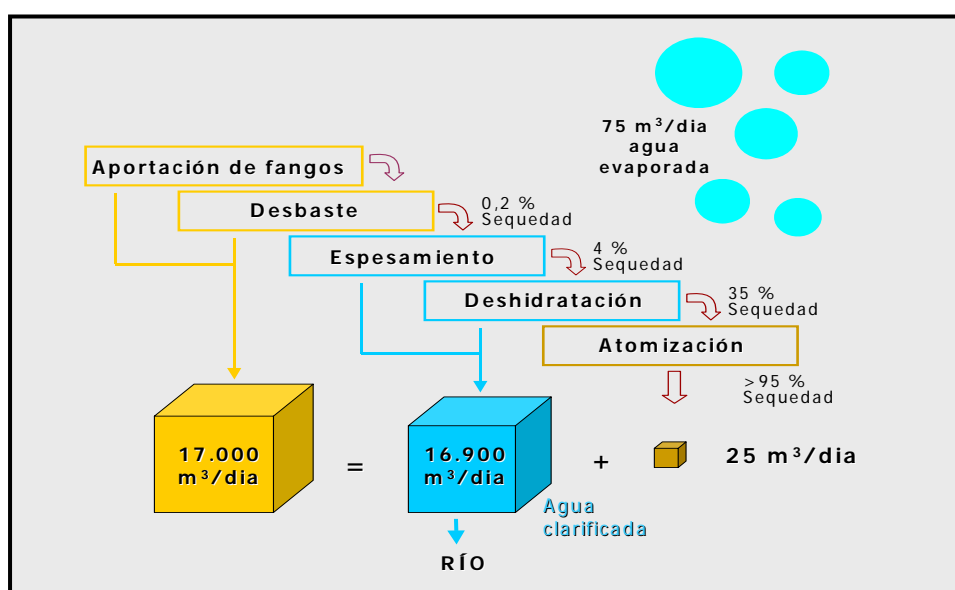 75 m³/dia
agua
evaporada
Aportación de fangos
Desbaste
0,2 %
Sequedad
Espesamiento
4 %
Sequedad
Deshidratación
35 %
Sequedad
Atomización
>95 %
Sequedad
17.000
m³/dia
=
16.900
m³/dia
+
25 m³/dia
Agua
clarificada
RÍO